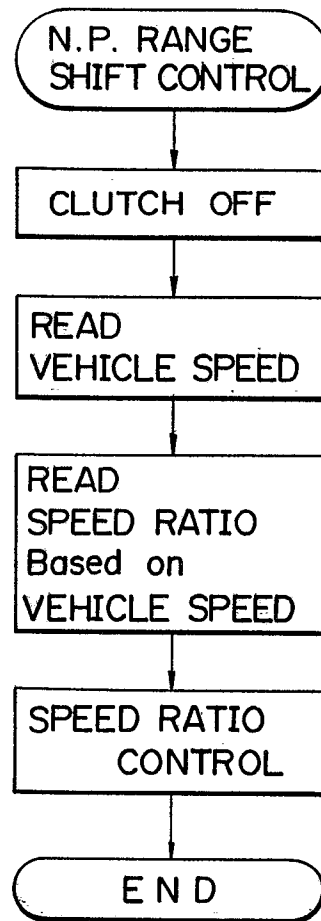 N.P. RANGE
SHIFT CONTROL
CLUTCH OFF
READ
VEHICLE SPEED
READ
SPEED RATIO
Based on
VEHICLE SPEED
SPEED RATIO
CONTROL
END